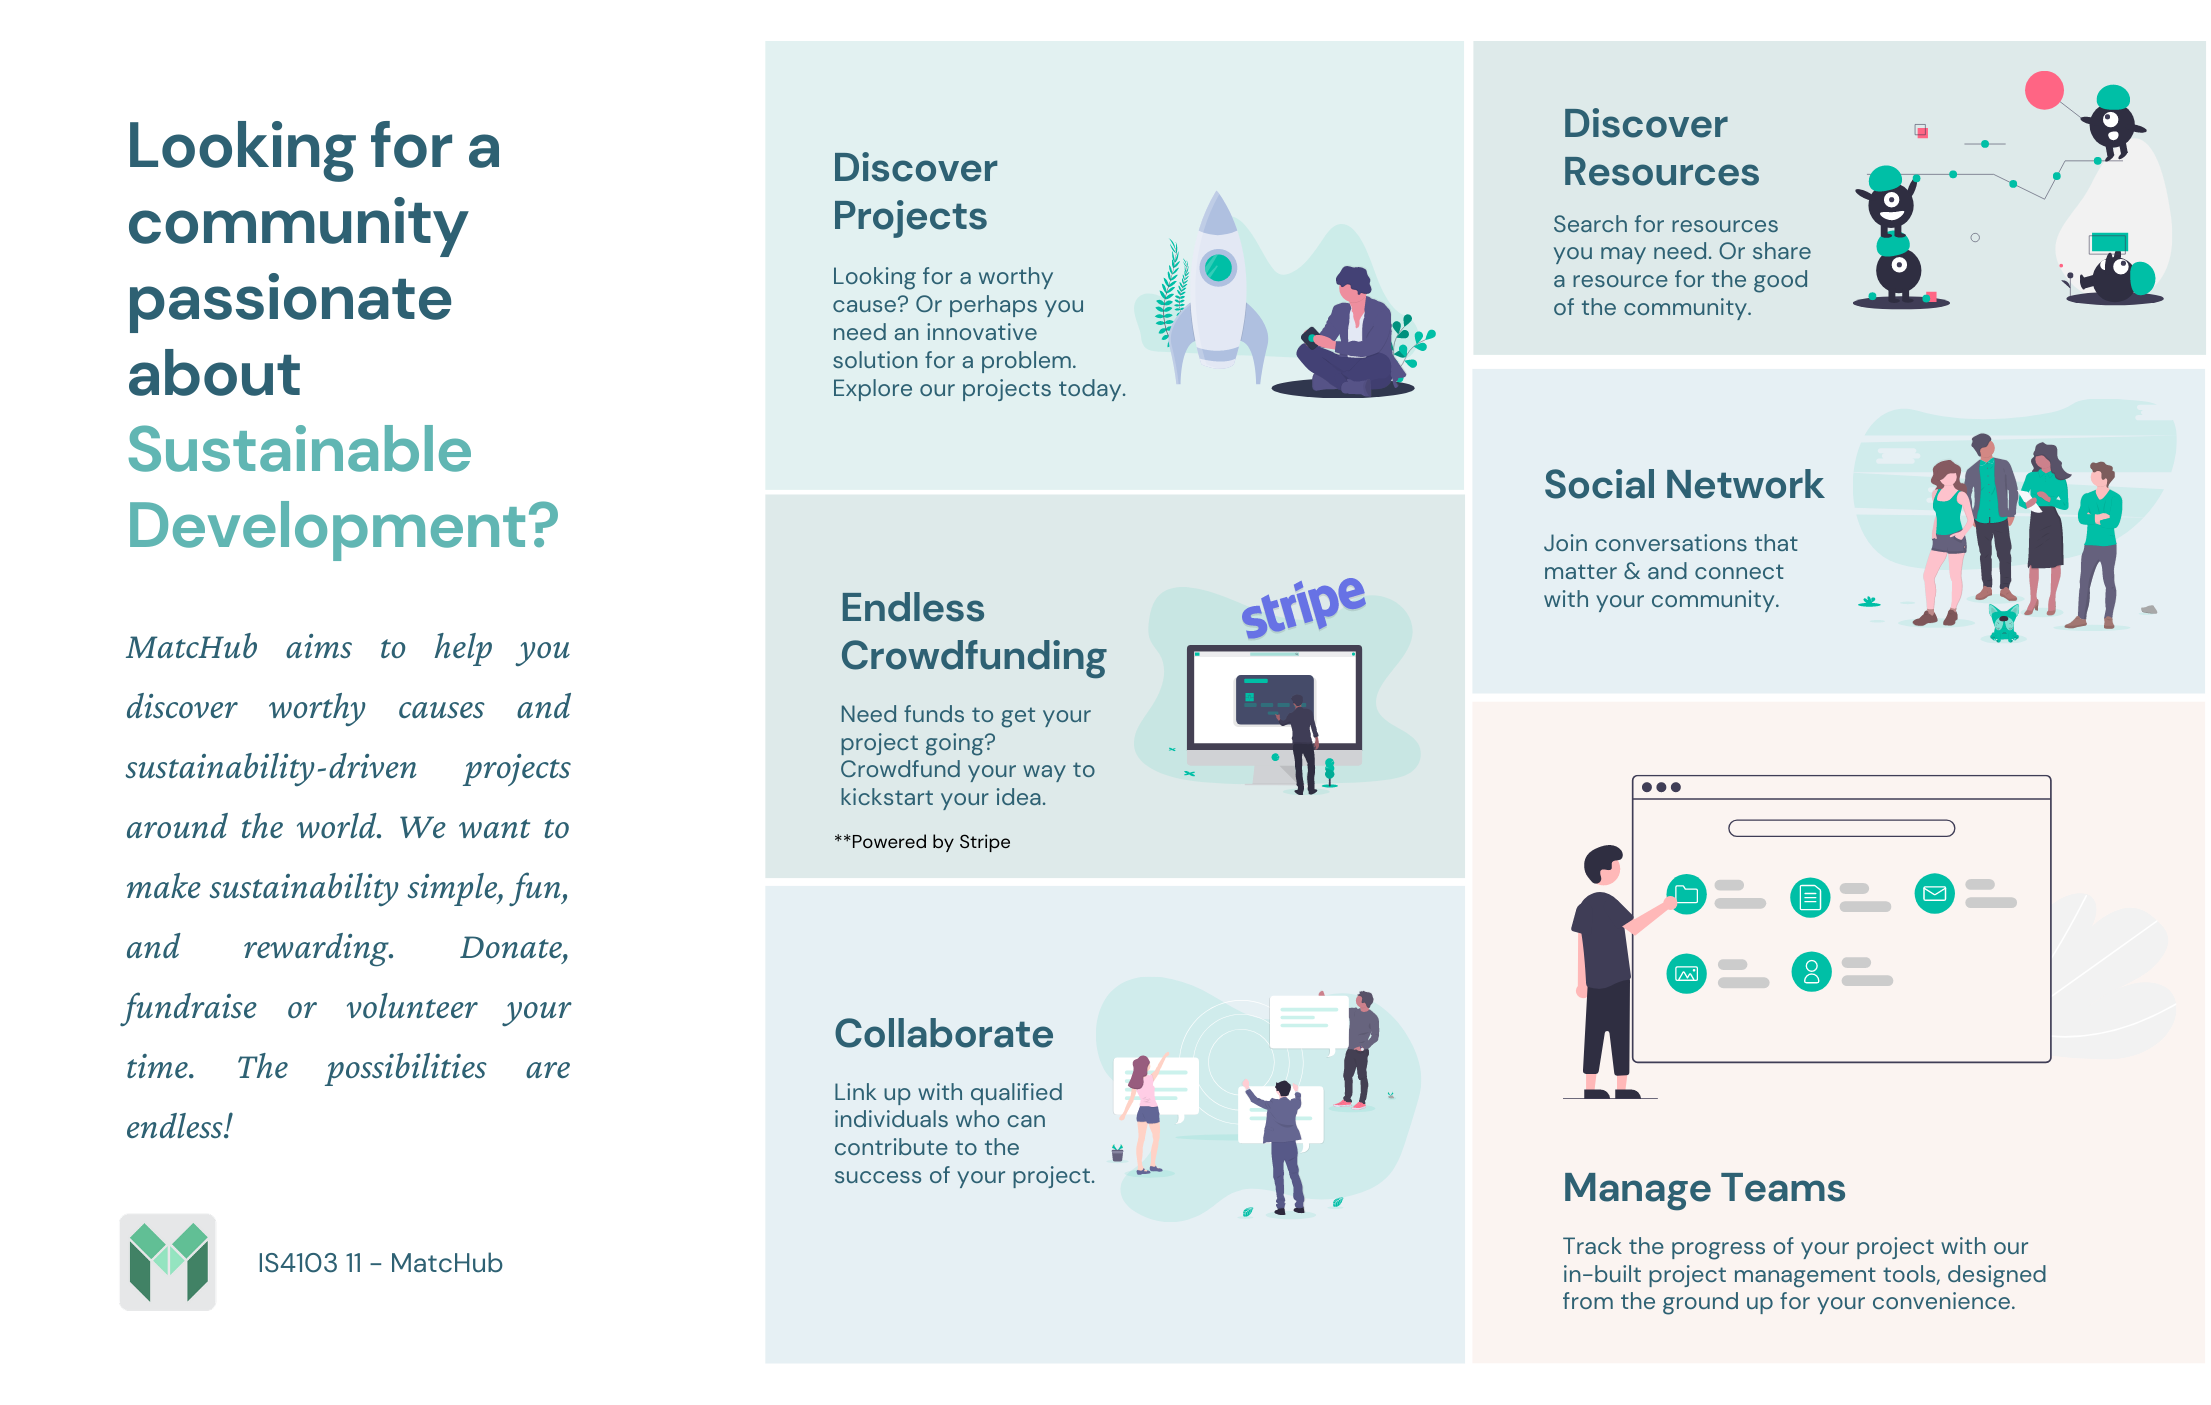 Looking for a
community
passionate
about
Sustainable
Development?
MatcHub aims to help you
discover worthy causes and
sustainability-driven projects
around the world. We want to
make sustainability simple, fun,
and rewarding. Donate,
fundraise or volunteer your
time. The possibilities are
endless!
IS4103 11 - MatcHub
Discover
Projects
Looking for a worthy
cause? Or perhaps you
need an innovative
solution for a problem.
Explore our projects today.
Endless
Crowdfunding
Need funds to get your
project going?
Crowdfund your way to
kickstart your idea.
**Powered by Stripe
stripe
Collaborate
Link up with qualified
individuals who can
contribute to the
success of your project.
Discover
Resources
Search for resources
you may need. Or share
a resource for the good
of the community.
Social Network
Join conversations that
matter & and connect
with your community.
Manage Teams
Track the progress of your project with our
in-built project management tools, designed
from the ground up for your convenience.